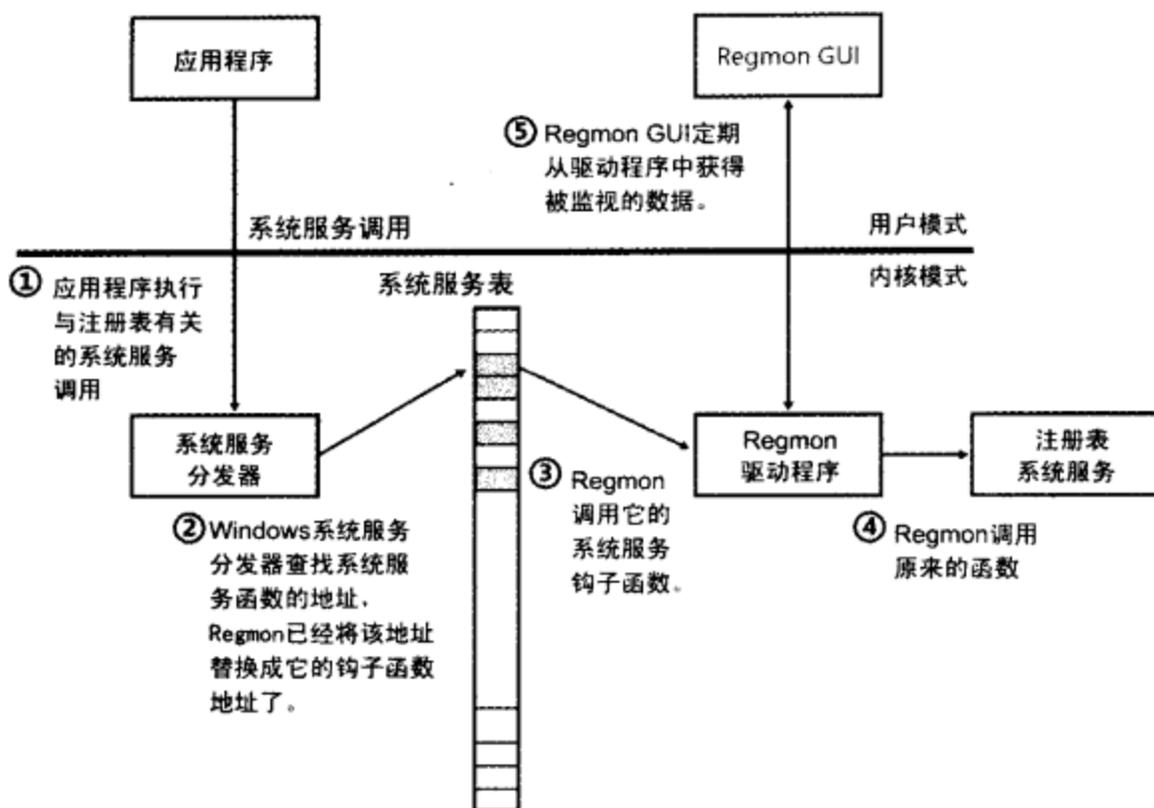 应用程序
Regmon GUI
⑤ Regmon GUI定期
从驱动程序中获得
被监视的数据。
系统服务调用
用户模式
内核模式
① 应用程序执行
与注册表有关
的系统服务
调用
系统服务表
系统服务
分发器
② Windows系统服务
分发器查找系统服
务函数的地址,
Regmon已经将该地址
替换成它的钩子函数
地址了。
③ Regmon
调用它的
系统服务
钩子函数。
Regmon
驱动程序
④ Regmon调用
原来的函数
注册表
系统服务